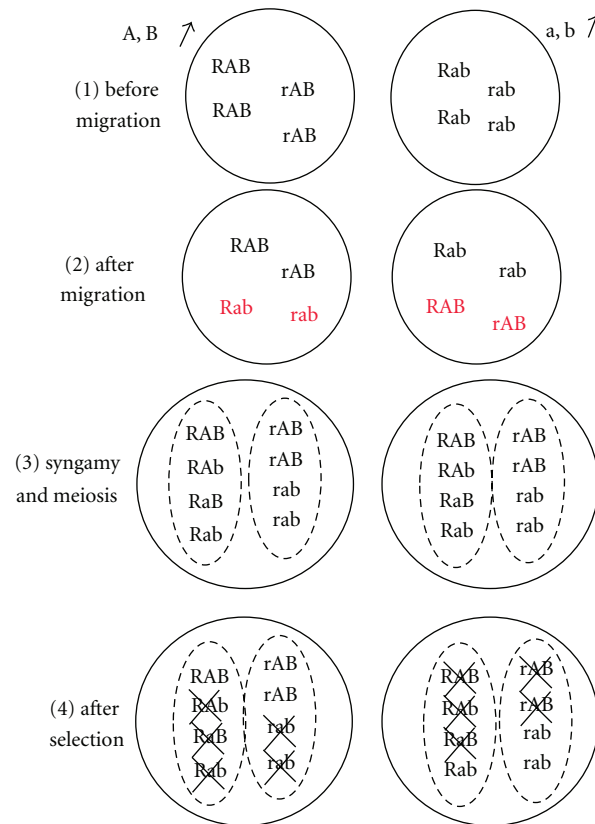 A, B
a, b
(1) before
migration
RAB
rAB
RAB
rAB
Rab
rab
Rab
rab
(2) after
migration
RAB
rAB
Rab
rab
Rab
rab
RAB
rAB
(3) syngamy
and meiosis
RAB
RAb
RaB
Rab
rAB
rAB
rab
rab
RAB
RAb
RaB
Rab
rAB
rAB
rab
rab
(4) after
selection
RAB
RAb
RaB
Rab
rAB
rAB
rab
rab
RAB
RAb
RaB
Rab
rAB
rAB
rab
rab